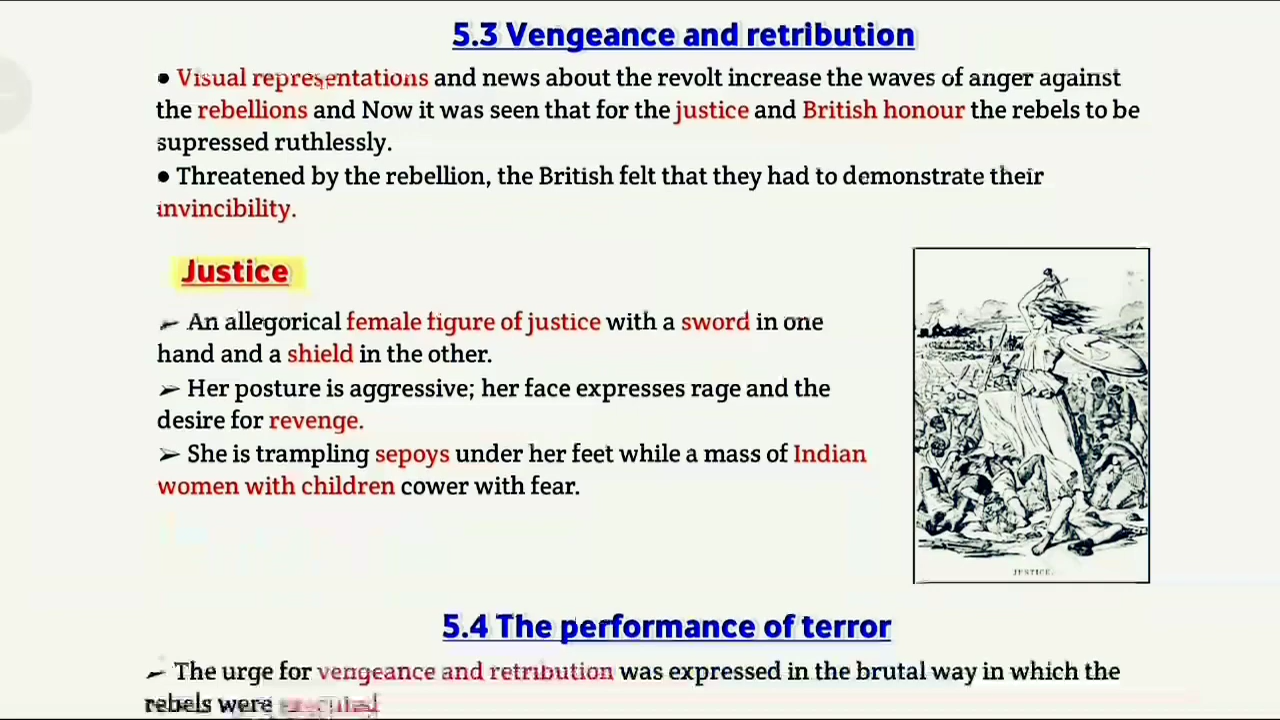 5.3 Vengeance and retribution
● Visual representations and news about the revolt increase the waves of anger against
the rebellions and Now it was seen that for the justice and British honour the rebels to be
supressed ruthlessly.
● Threatened by the rebellion, the British felt that they had to demonstrate their
invincibility.
Justice
➢ An allegorical female figure of justice with a sword in one
hand and a shield in the other.
➢ Her posture is aggressive; her face expresses rage and the
desire for revenge.
➢ She is trampling sepoys under her feet while a mass of Indian
women with children cower with fear.
JUSTICE.
5.4 The performance of terror
➢ The urge for vengeance and retribution was expressed in the brutal way in which the
rebels were